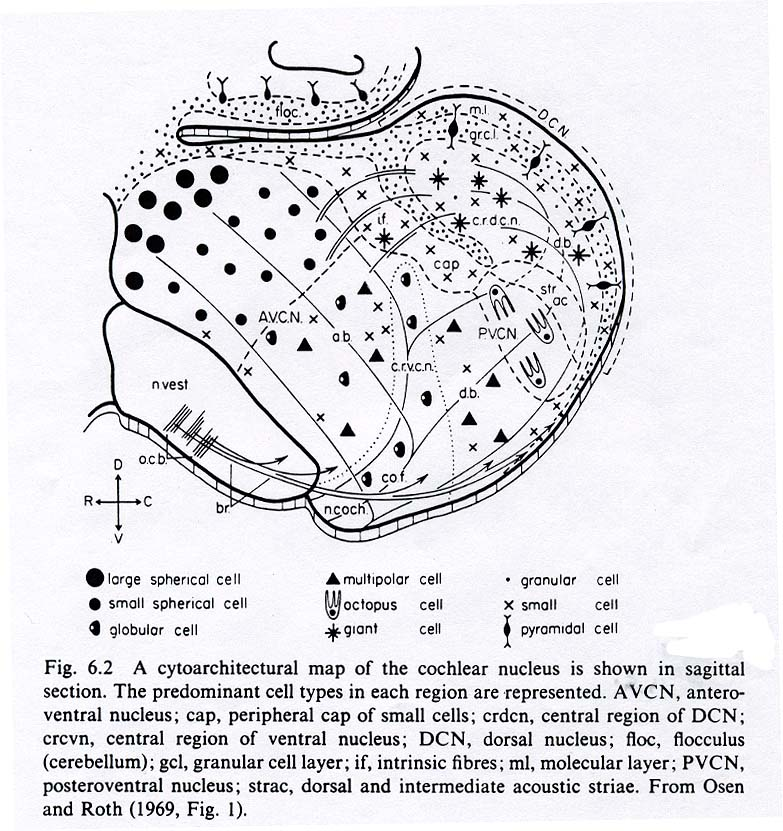 floc.
m.l.
gr.c.l.
DCN
i.f.
c.r.d.c.n.
d.b.
cap
str
ac
A.V.C.N.
a.b.
P.V.C.N.
c.r.v.c.n.
d.b.
n.vest
o.c.b.
D
R C
V
br.
co.f.
n.coch.
large spherical cell
small spherical cell
globular cell
multipolar cell
octopus cell
giant cell
granular cell
small cell
pyramidal cell
Fig. 6.2 A cytoarchitectural map of the cochlear nucleus is shown in sagittal
section. The predominant cell types in each region are represented. AVCN, antero-
ventral nucleus; cap, peripheral cap of small cells; crdcn, central region of DCN;
crcvn, central region of ventral nucleus; DCN, dorsal nucleus; floc, flocculus
(cerebellum); gcl, granular cell layer; if, intrinsic fibres; ml, molecular layer; PVCN,
posteroventral nucleus; strac, dorsal and intermediate acoustic striae. From Osen
and Roth (1969, Fig. 1).